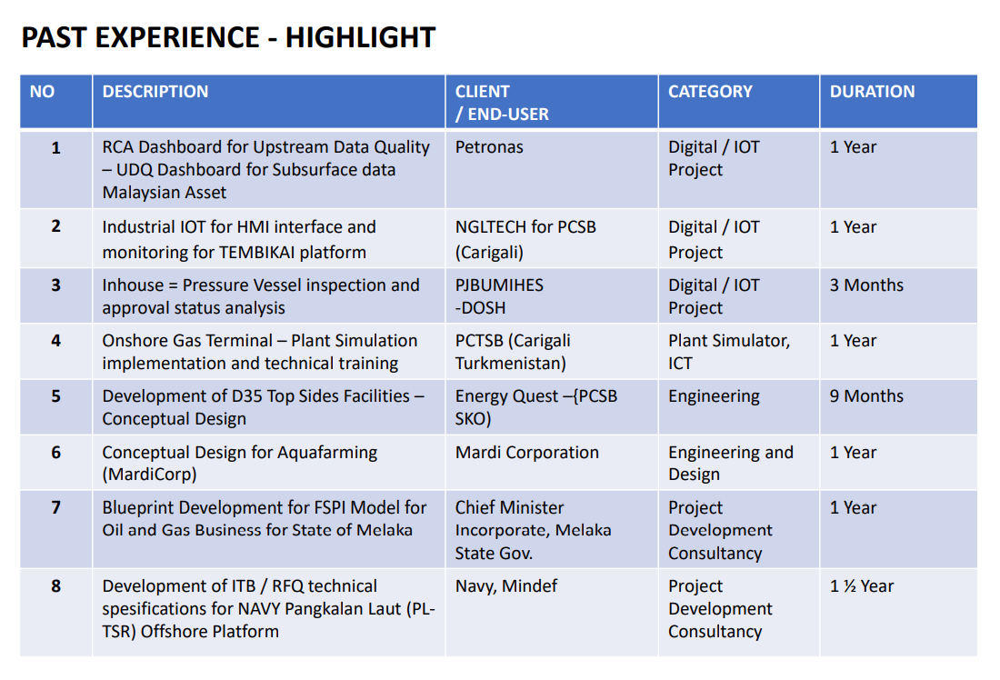 PAST EXPERIENCE - HIGHLIGHT
NO
DESCRIPTION
CLIENT
/ END-USER
CATEGORY
DURATION
1
RCA Dashboard for Upstream Data Quality
– UDQ Dashboard for Subsurface data
Malaysian Asset
Petronas
Digital / IOT
Project
1 Year
2
Industrial IOT for HMI interface and
monitoring for TEMBIKAI platform
NGLTECH for PCSB
(Carigali)
Digital / IOT
Project
1 Year
3
Inhouse = Pressure Vessel inspection and
approval status analysis
PJBUMIHES
-DOSH
Digital / IOT
Project
3 Months
4
Onshore Gas Terminal – Plant Simulation
implementation and technical training
PCTSB (Carigali
Turkmenistan)
Plant Simulator,
ICT
1 Year
5
Development of D35 Top Sides Facilities –
Conceptual Design
Energy Quest –{PCSB
SKO)
Engineering
9 Months
6
Conceptual Design for Aquafarming
(MardiCorp)
Mardi Corporation
Engineering and
Design
1 Year
7
Blueprint Development for FSPI Model for
Oil and Gas Business for State of Melaka
Chief Minister
Incorporate, Melaka
State Gov.
Project
Development
Consultancy
1 Year
8
Development of ITB / RFQ technical
spesifications for NAVY Pangkalan Laut (PL-
TSR) Offshore Platform
Navy, Mindef
Project
Development
Consultancy
1 ½ Year